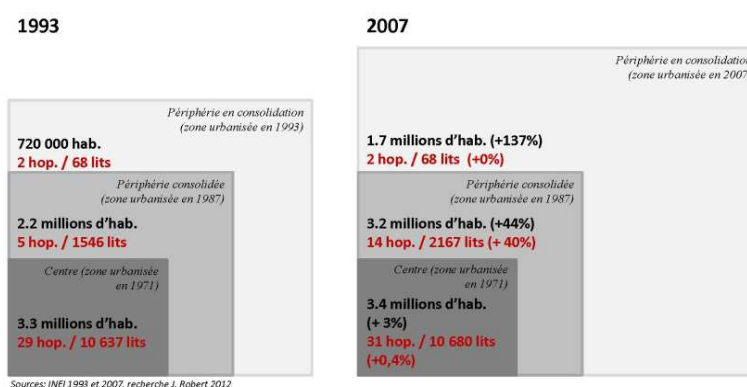 1993
Périphérie en consolidation
(zone urbanisée en 1993)
720 000 hab.
2 hop. / 68 lits
Périphérie consolidée
(zone urbanisée en 1987)
2.2 millions d’hab.
5 hop. / 1546 lits
Centre (zone urbanisée
en 1971)
3.3 millions d’hab.
29 hop. / 10 637 lits
2007
Périphérie en consolidation
(zone urbanisée en 2007
1.7 millions d’hab. (+137%)
2 hop. / 68 lits (+0%)
Périphérie consolidée
(zone urbanisée en 1987)
3.2 millions d’hab. (+44%)
14 hop. / 2167 lits (+ 40%)
Centre (zone urbanisée
en 1971)
3.4 millions d’hab.
(+ 3%)
31 hop. / 10 680 lits
(+0,4%)
Sources: INEI 1993 et 2007, recherche J. Robert 2012